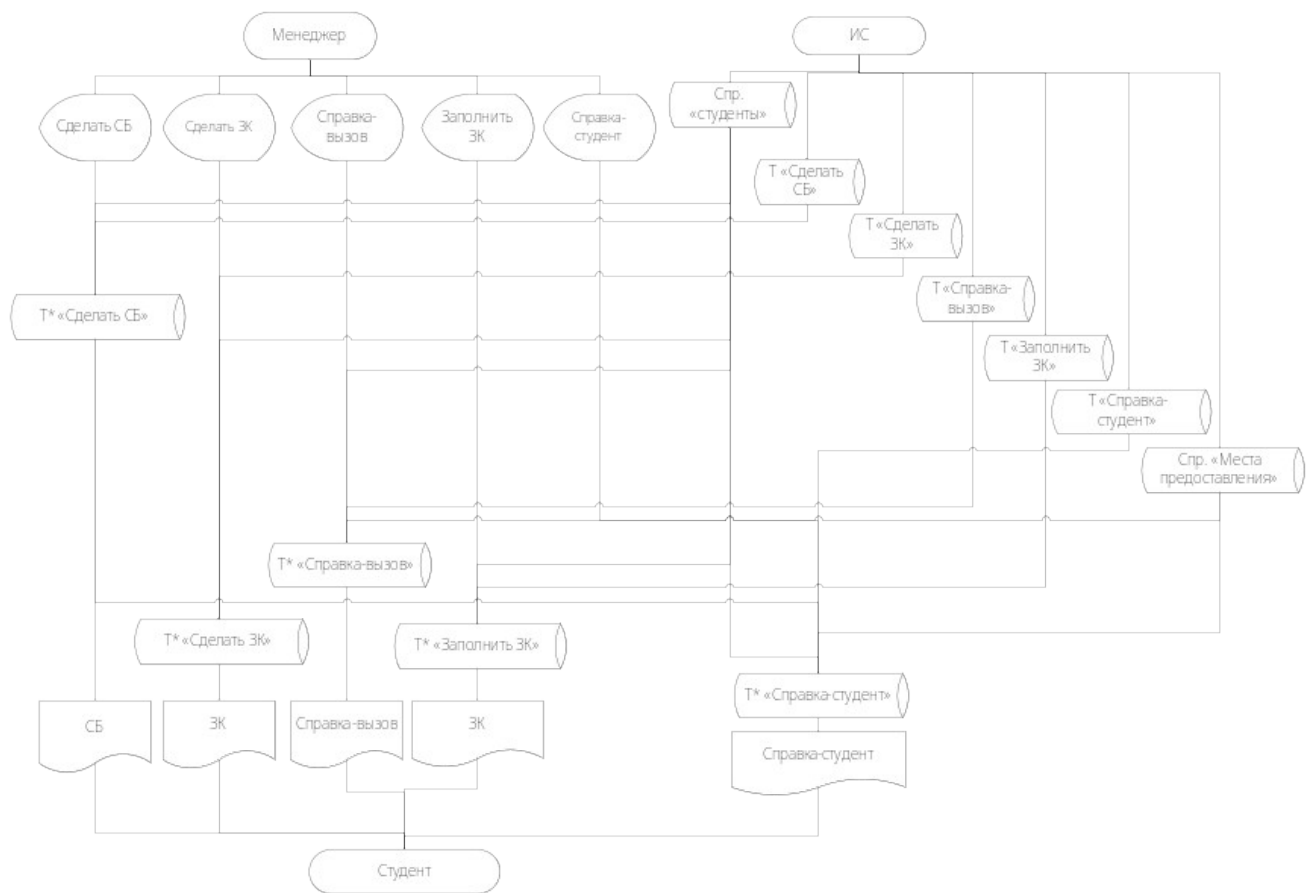 Менеджер
ИС
Сделать СБ
Сделать ЗК
Справка-
вызов
Заполнить
ЗК
Справка-
студент
Спр.
«студенты»
Т «Сделать
СБ»
Т «Сделать
ЗК»
Т «Справка-
вызов»
Т* «Сделать СБ»
Т «Заполнить
ЗК»
Т «Справка-
студент»
Спр. «Места
предоставления»
Т* «Справка-вызов»
Т* «Сделать ЗК»
Т* «Заполнить ЗК»
Т* «Справка-студент»
СБ
ЗК
Справка-вызов
ЗК
Справка-студент
Студент